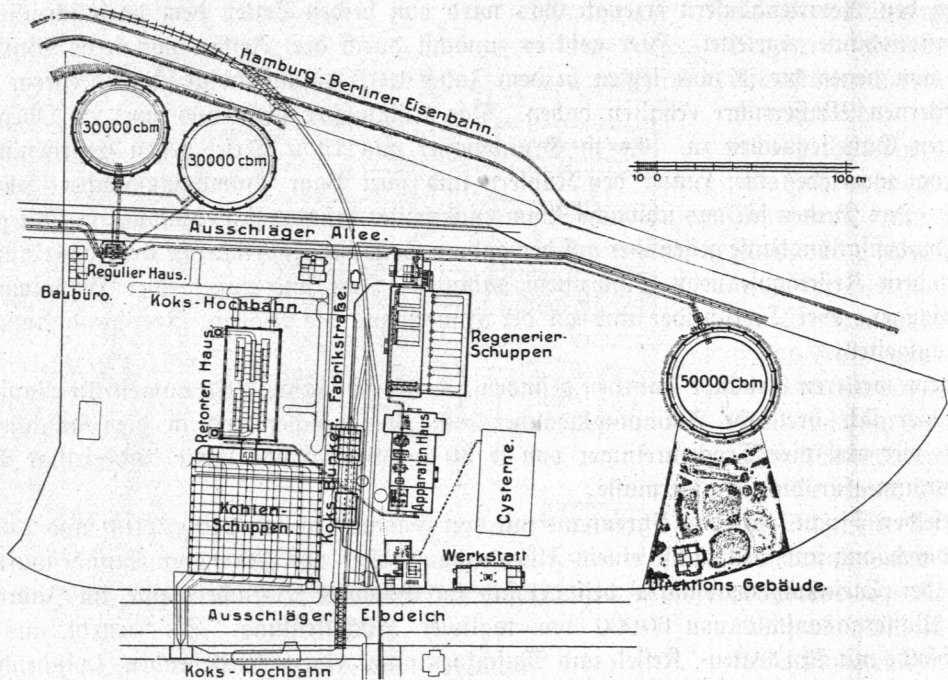 Hamburg-Berliner Eisenbahn.
30000 cbm
30000 cbm
50 0 100m
Ausschläger Allee.
Regulier Haus.
Baubüro.
Koks-Hochbahn
Fabrikstraße
Retorten Haus
Regenerier-
Schuppen
50000 cbm
Apparaten Haus
Cysterne.
Kohlen-
Schuppen
Koks Bunker
Werkstatt
Direktions Gebäude.
Ausschläger Elbdeich
Koks-Hochbahn